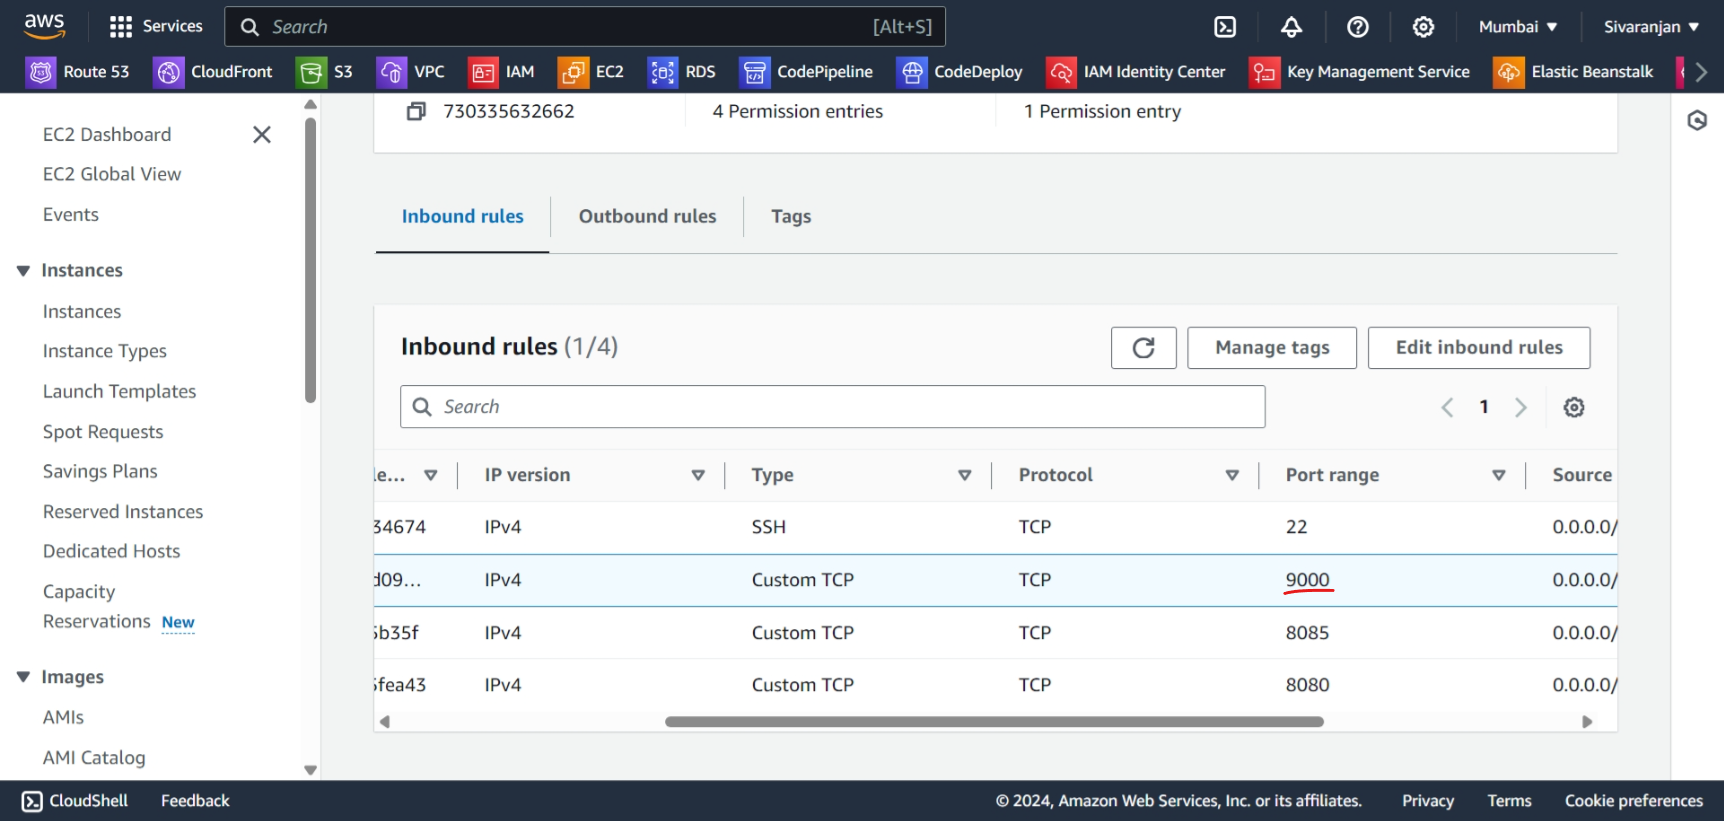 aws
Services
Search
[Alt+S]
Mumbai
Sivaranjan
Route 53
CloudFront
S3
VPC
IAM
EC2
RDS
CodePipeline
CodeDeploy
IAM Identity Center
Key Management Service
Elastic Beanstalk
EC2 Dashboard
EC2 Global View
Events
Instances
Instances
Instance Types
Launch Templates
Spot Requests
Savings Plans
Reserved Instances
Dedicated Hosts
Capacity
Reservations New
Images
AMIs
AMI Catalog
730335632662
4 Permission entries
1 Permission entry
Inbound rules
Outbound rules
Tags
Inbound rules (1/4)
Manage tags
Edit inbound rules
Search
1
le... IP version Type Protocol Port range Source
34674 IPv4 SSH TCP 22 0.0.0.0/
d09... IPv4 Custom TCP TCP 9000 0.0.0.0/
5b35f IPv4 Custom TCP TCP 8085 0.0.0.0/
5fea43 IPv4 Custom TCP TCP 8080 0.0.0.0/
CloudShell
Feedback
© 2024, Amazon Web Services, Inc. or its affiliates.
Privacy
Terms
Cookie preferences